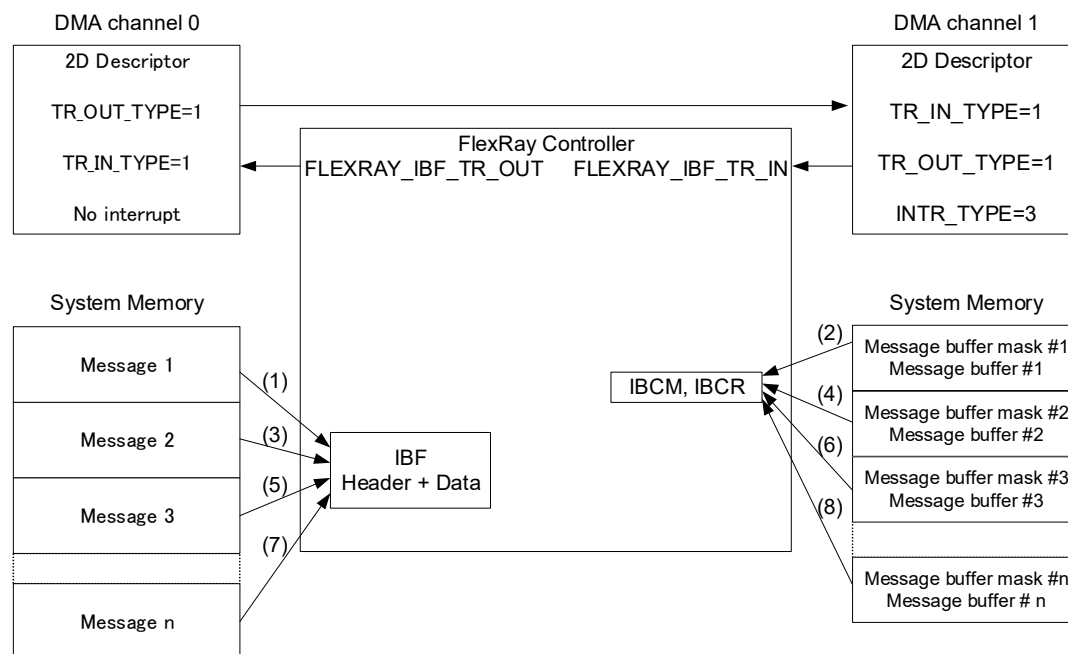 DMA channel 0
2D Descriptor
TR_OUT_TYPE=1
TR_IN_TYPE=1
No interrupt
DMA channel 1
2D Descriptor
TR_IN_TYPE=1
TR_OUT_TYPE=1
INTR_TYPE=3
FlexRay Controller
FLEXRAY_IBF_TR_OUT FLEXRAY_IBF_TR_IN
System Memory
Message 1
Message 2
Message 3
Message n
(1)
(3)
(5)
(7)
IBF
Header + Data
IBCM, IBCR
(2)
(4)
(6)
(8)
System Memory
Message buffer mask #1
Message buffer #1
Message buffer mask #2
Message buffer #2
Message buffer mask #3
Message buffer #3
Message buffer mask #n
Message buffer # n